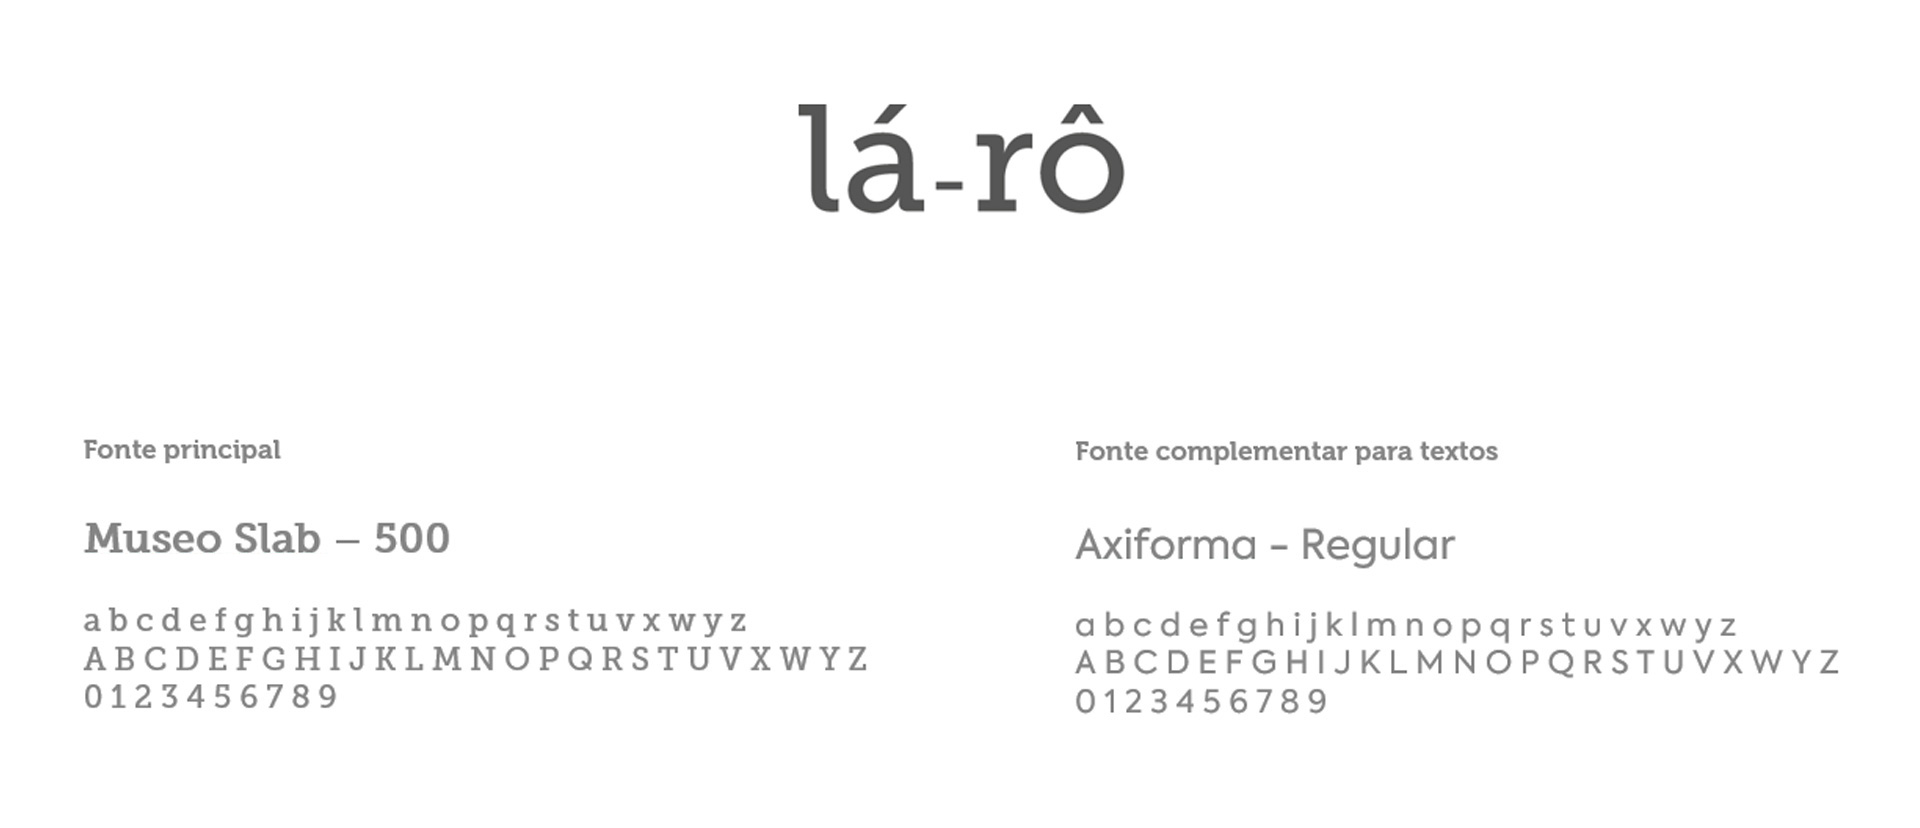 lá-rô
Fonte principal
Museo Slab – 500
a b c d e f g h i j k l m n o p q r s t u v x w y z
A B C D E F G H I J K L M N O P Q R S T U V X W Y Z
0 1 2 3 4 5 6 7 8 9
Fonte complementar para textos
Axiforma – Regular
a b c d e f g h i j k l m n o p q r s t u v x w y z
A B C D E F G H I J K L M N O P Q R S T U V X W Y Z
0 1 2 3 4 5 6 7 8 9